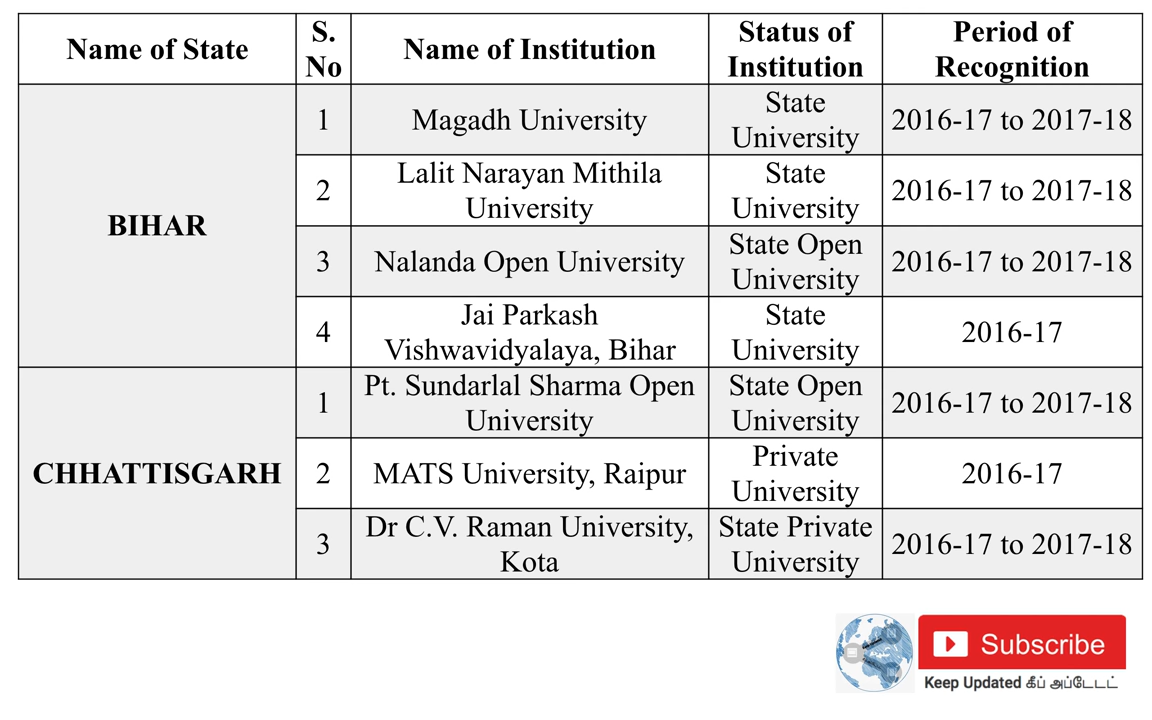 Name of State
S.
No
Name of Institution
Status of
Institution
Period of
Recognition
BIHAR
1
Magadh University
State
University
2016-17 to 2017-18
2
Lalit Narayan Mithila
University
State
University
2016-17 to 2017-18
3
Nalanda Open University
State Open
University
2016-17 to 2017-18
4
Jai Parkash
Vishwavidyalaya, Bihar
State
University
2016-17
CHHATTISGARH
1
Pt. Sundarlal Sharma Open
University
State Open
University
2016-17 to 2017-18
2
MATS University, Raipur
Private
University
2016-17
3
Dr C.V. Raman University,
Kota
State Private
University
2016-17 to 2017-18
Subscribe
Keep Updated கீப் அப்டேடட்